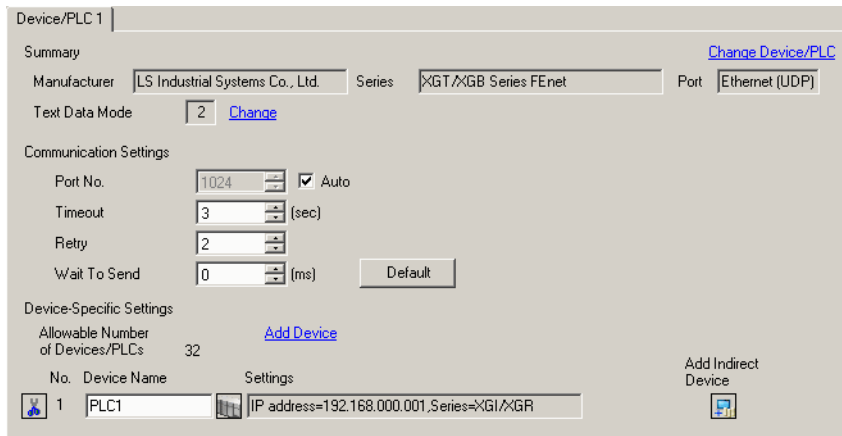 Device/PLC 1
Summary
Change Device/PLC
Manufacturer LS Industrial Systems Co., Ltd. Series XGT/XGB Series FEnet Port Ethernet (UDP)
Text Data Mode 2 Change
Communication Settings
Port No. 1024 Auto
Timeout 3 (sec)
Retry 2
Wait To Send 0 (ms) Default
Device-Specific Settings
Allowable Number
of Devices/PLCs 32
Add Device
Add Indirect
Device
No. Device Name Settings
1 PLC1 IP address=192.168.000.001,Series=XGI/XGR